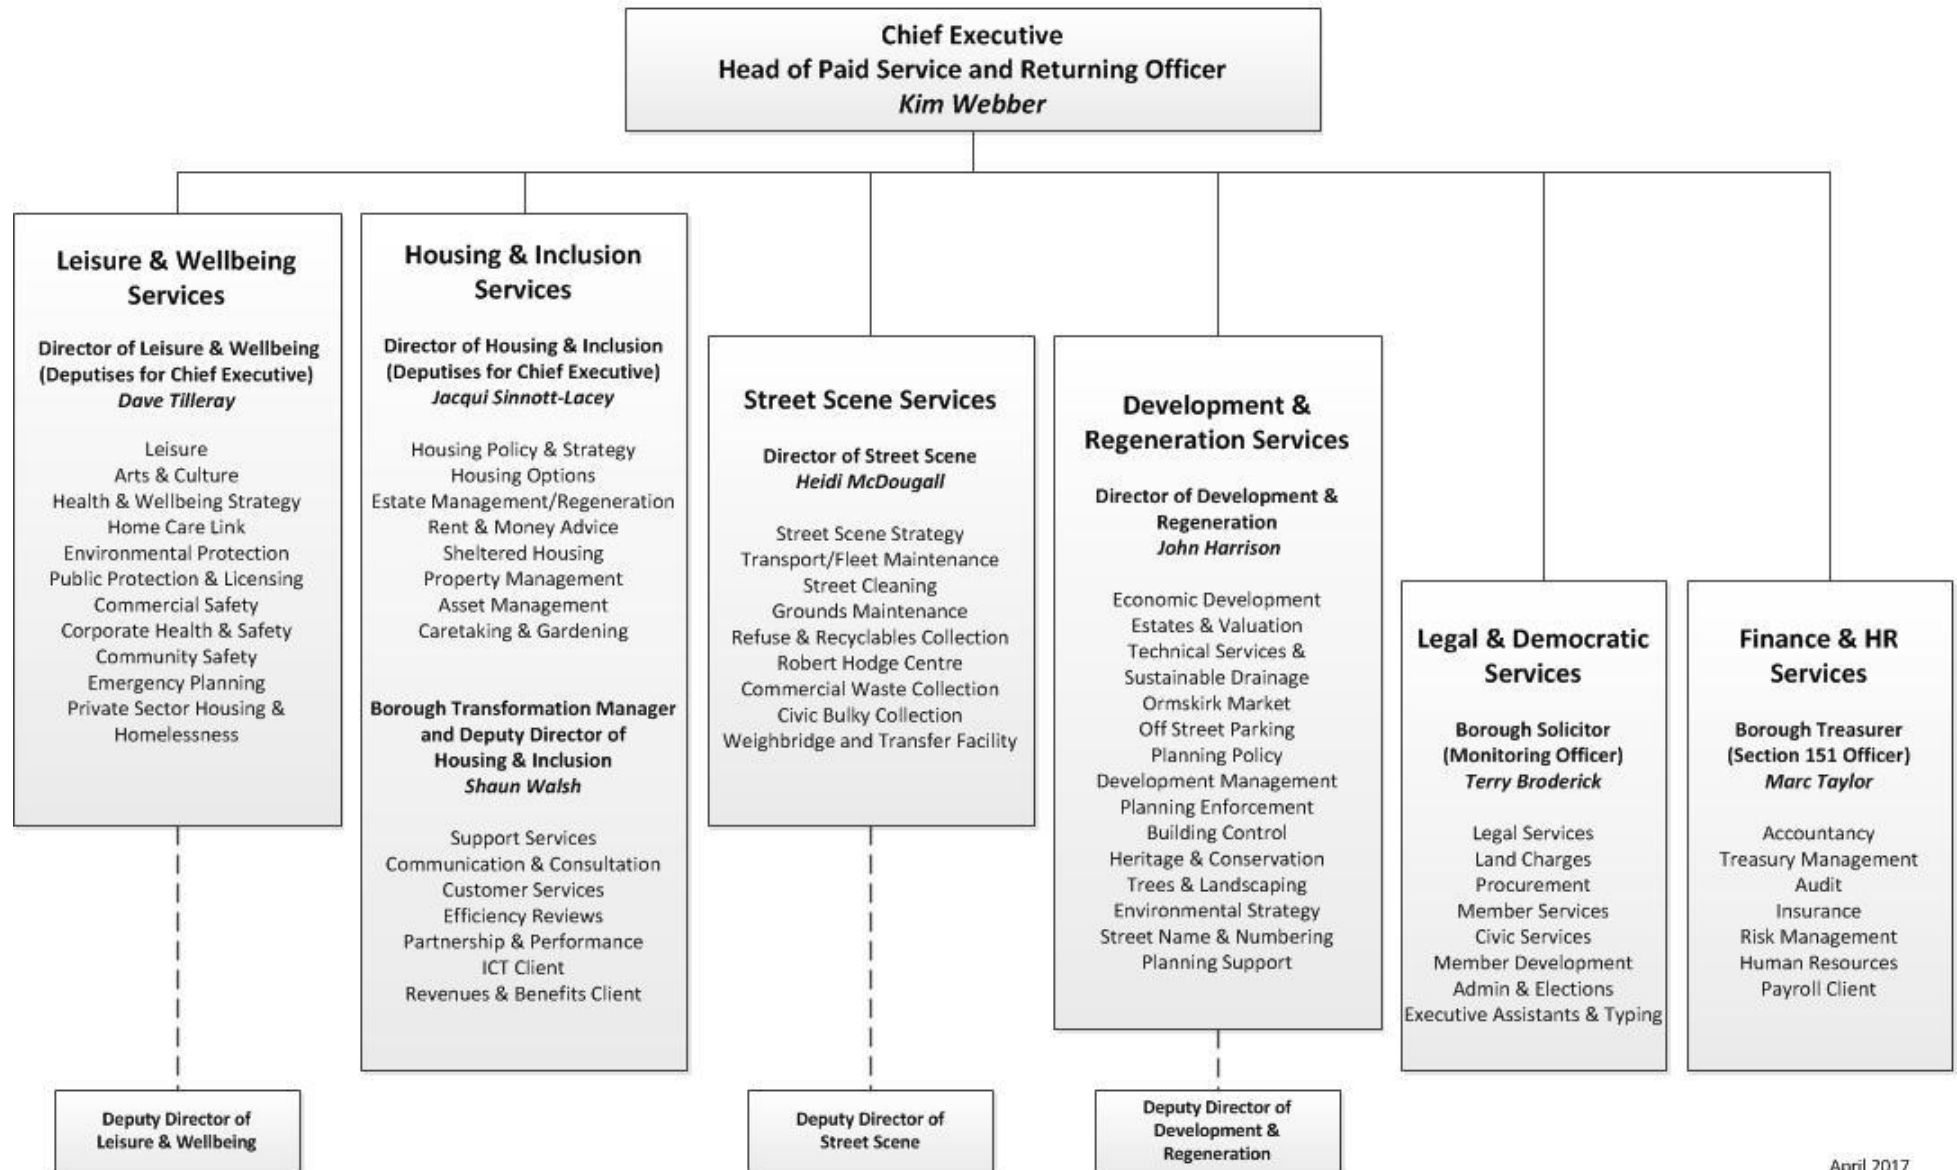 Chief Executive
Head of Paid Service and Returning Officer
Kim Webber
Leisure & Wellbeing
Services
Director of Leisure & Wellbeing
(Deputises for Chief Executive)
Dave Tilleray
Leisure
Arts & Culture
Health & Wellbeing Strategy
Home Care Link
Environmental Protection
Public Protection & Licensing
Commercial Safety
Corporate Health & Safety
Community Safety
Emergency Planning
Private Sector Housing &
Homelessness
Housing & Inclusion
Services
Director of Housing & Inclusion
(Deputises for Chief Executive)
Jacqui Sinnott-Lacey
Housing Policy & Strategy
Housing Options
Estate Management/Regeneration
Rent & Money Advice
Sheltered Housing
Property Management
Asset Management
Caretaking & Gardening
Borough Transformation Manager
and Deputy Director of
Housing & Inclusion
Shaun Walsh
Support Services
Communication & Consultation
Customer Services
Efficiency Reviews
Partnership & Performance
ICT Client
Revenues & Benefits Client
Street Scene Services
Director of Street Scene
Heidi McDougall
Street Scene Strategy
Transport/Fleet Maintenance
Street Cleaning
Grounds Maintenance
Refuse & Recyclables Collection
Robert Hodge Centre
Commercial Waste Collection
Civic Bulky Collection
Weighbridge and Transfer Facility
Development &
Regeneration Services
Director of Development &
Regeneration
John Harrison
Economic Development
Estates & Valuation
Technical Services &
Sustainable Drainage
Ormskirk Market
Off Street Parking
Planning Policy
Development Management
Planning Enforcement
Building Control
Heritage & Conservation
Trees & Landscaping
Environmental Strategy
Street Name & Numbering
Planning Support
Legal & Democratic
Services
Borough Solicitor
(Monitoring Officer)
Terry Broderick
Legal Services
Land Charges
Procurement
Member Services
Civic Services
Member Development
Admin & Elections
Executive Assistants & Typing
Finance & HR
Services
Borough Treasurer
(Section 151 Officer)
Marc Taylor
Accountancy
Treasury Management
Audit
Insurance
Risk Management
Human Resources
Payroll Client
Deputy Director of
Leisure & Wellbeing
Deputy Director of
Street Scene
Deputy Director of
Development &
Regeneration
April 2017